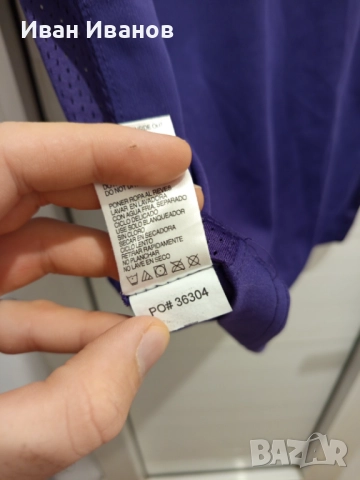 Иван Иванов
DO NOT
PONER ROPA AL REVES
LAVAR EN LAVADORA
CON AGUA FRIA, SEPARADO
CICLO DELICADO
USE SOLO BLANQUEADOR
SIN CLORO
SECAR EN SECADORA
CICLO LENTO
RETIRAR RAPIDAMENTE
NO PLANCHAR
NO LAVE EN SECO
PO# 36304
BAZAR
bg